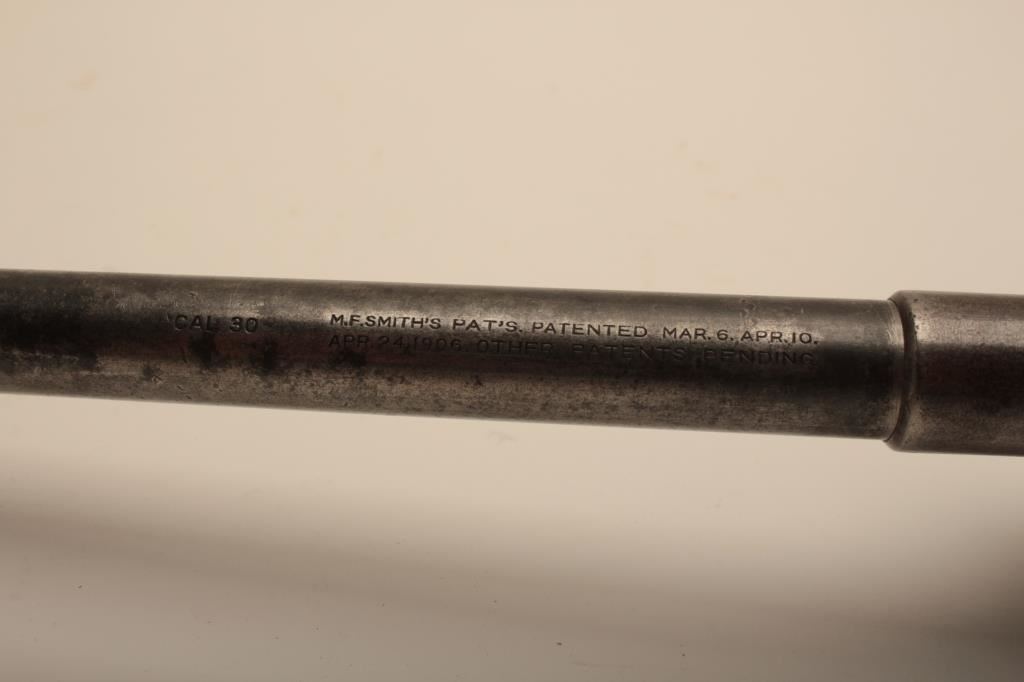 CAL 30
M.F.SMITH'S PAT'S. PATENTED MAR.6.APR.10.
APR.24.1906. OTHER PATENTS PENDING